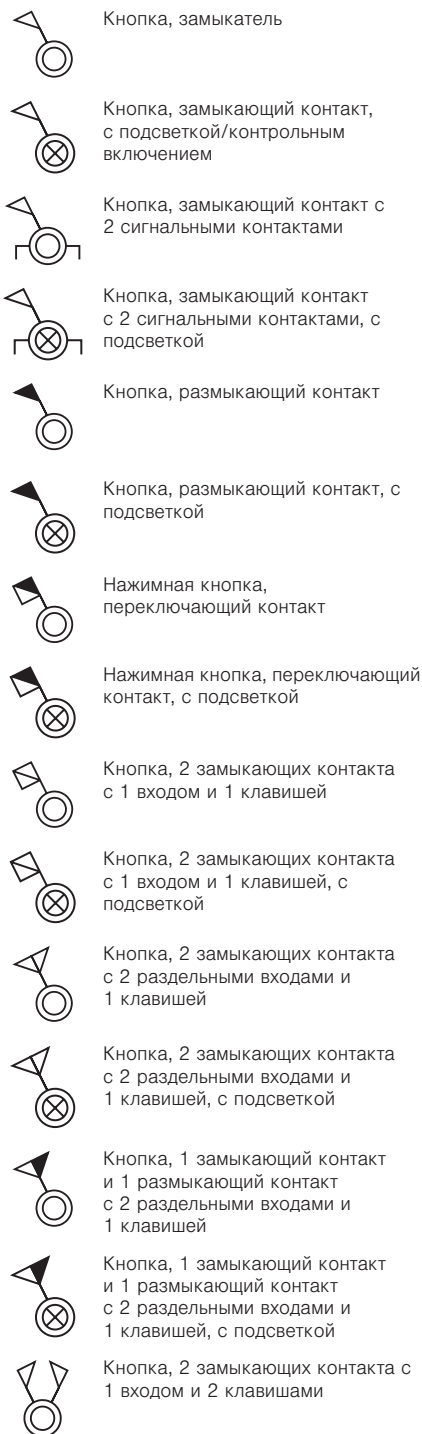 Кнопка, замыкатель
Кнопка, замыкающий контакт,
с подсветкой/контрольным
включением
Кнопка, замыкающий контакт с
2 сигнальными контактами
Кнопка, замыкающий контакт
с 2 сигнальными контактами, с
подсветкой
Кнопка, размыкающий контакт
Кнопка, размыкающий контакт, с
подсветкой
Нажимная кнопка,
переключающий контакт
Нажимная кнопка, переключающий
контакт, с подсветкой
Кнопка, 2 замыкающих контакта
с 1 входом и 1 клавишей
Кнопка, 2 замыкающих контакта
с 1 входом и 1 клавишей, с
подсветкой
Кнопка, 2 замыкающих контакта
с 2 раздельными входами и
1 клавишей
Кнопка, 2 замыкающих контакта
с 2 раздельными входами и
1 клавишей, с подсветкой
Кнопка, 1 замыкающий контакт
и 1 размыкающий контакт
с 2 раздельными входами и
1 клавишей
Кнопка, 1 замыкающий контакт
и 1 размыкающий контакт
с 2 раздельными входами и
1 клавишей, с подсветкой
Кнопка, 2 замыкающих контакта с
1 входом и 2 клавишами